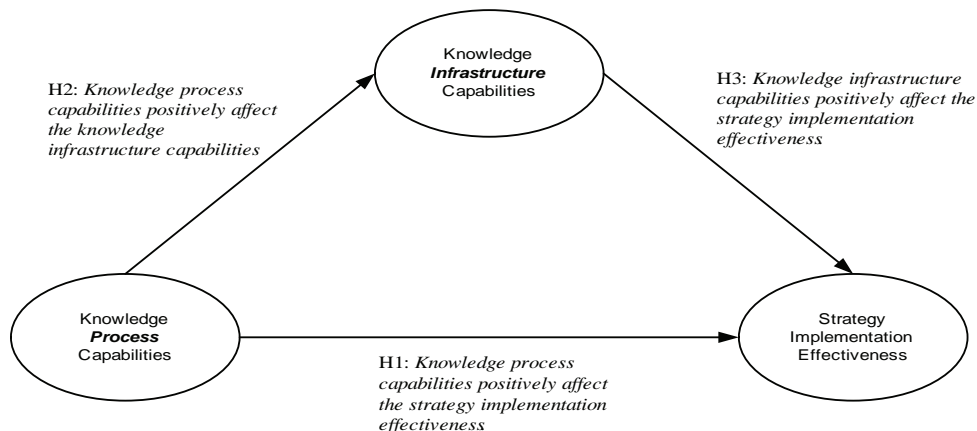 Knowledge
Infrastructure
Capabilities
H2: Knowledge process
capabilities positively affect
the knowledge
infrastructure capabilities
H3: Knowledge infrastructure
capabilities positively affect the
strategy implementation
effectiveness
Knowledge
Process
Capabilities
Strategy
Implementation
Effectiveness
H1: Knowledge process
capabilities positively affect
the strategy implementation
effectiveness